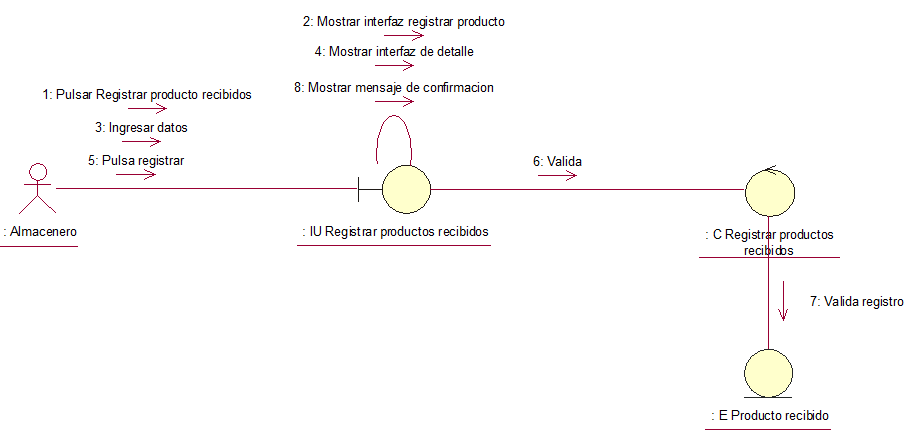 2: Mostrar interfaz registrar producto
4: Mostrar interfaz de detalle
8: Mostrar mensaje de confirmacion
1: Pulsar Registrar producto recibidos
3: Ingresar datos
5: Pulsa registrar
6: Valida
: Almacenero
: IU Registrar productos recibidos
: C Registrar productos
recibidos
7: Valida registro
: E Producto recibido